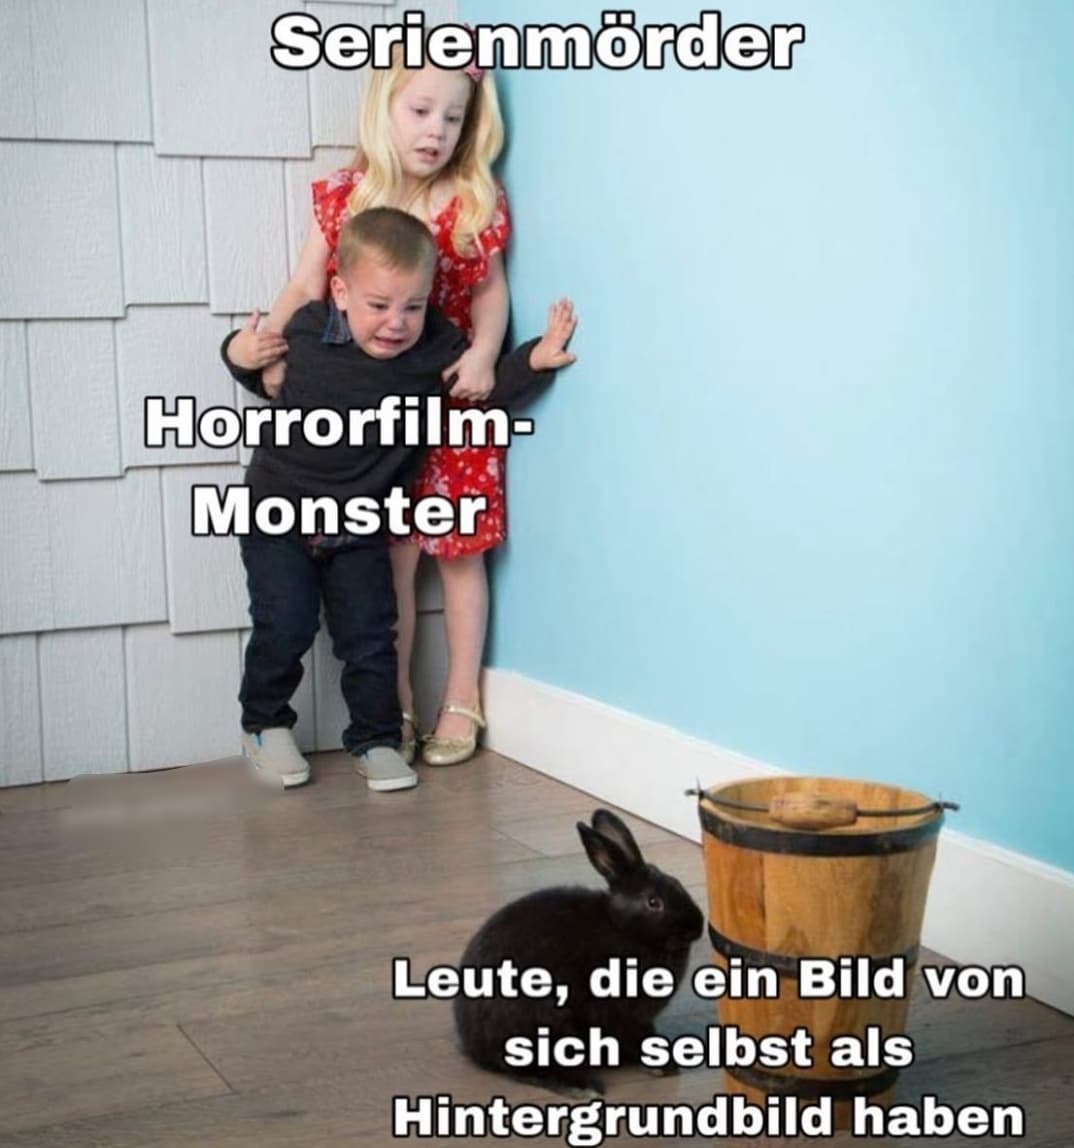 Serienmörder
Horrorfilm-
Monster
Leute, die ein Bild von
sich selbst als
Hintergrundbild haben